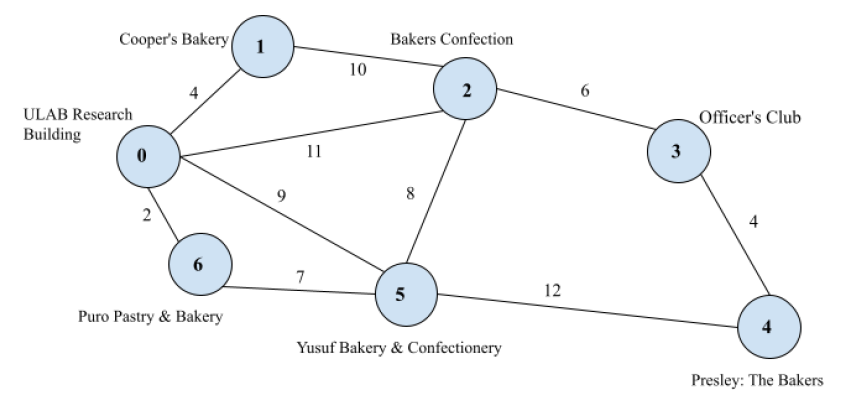 Cooper's Bakery
1
Bakers Confection
10
2
4
6
ULAB Research
Building
Officer's Club
0
11
3
9
8
2
4
6
7
5
12
4
Puro Pastry & Bakery
Yusuf Bakery & Confectionery
Presley: The Bakers